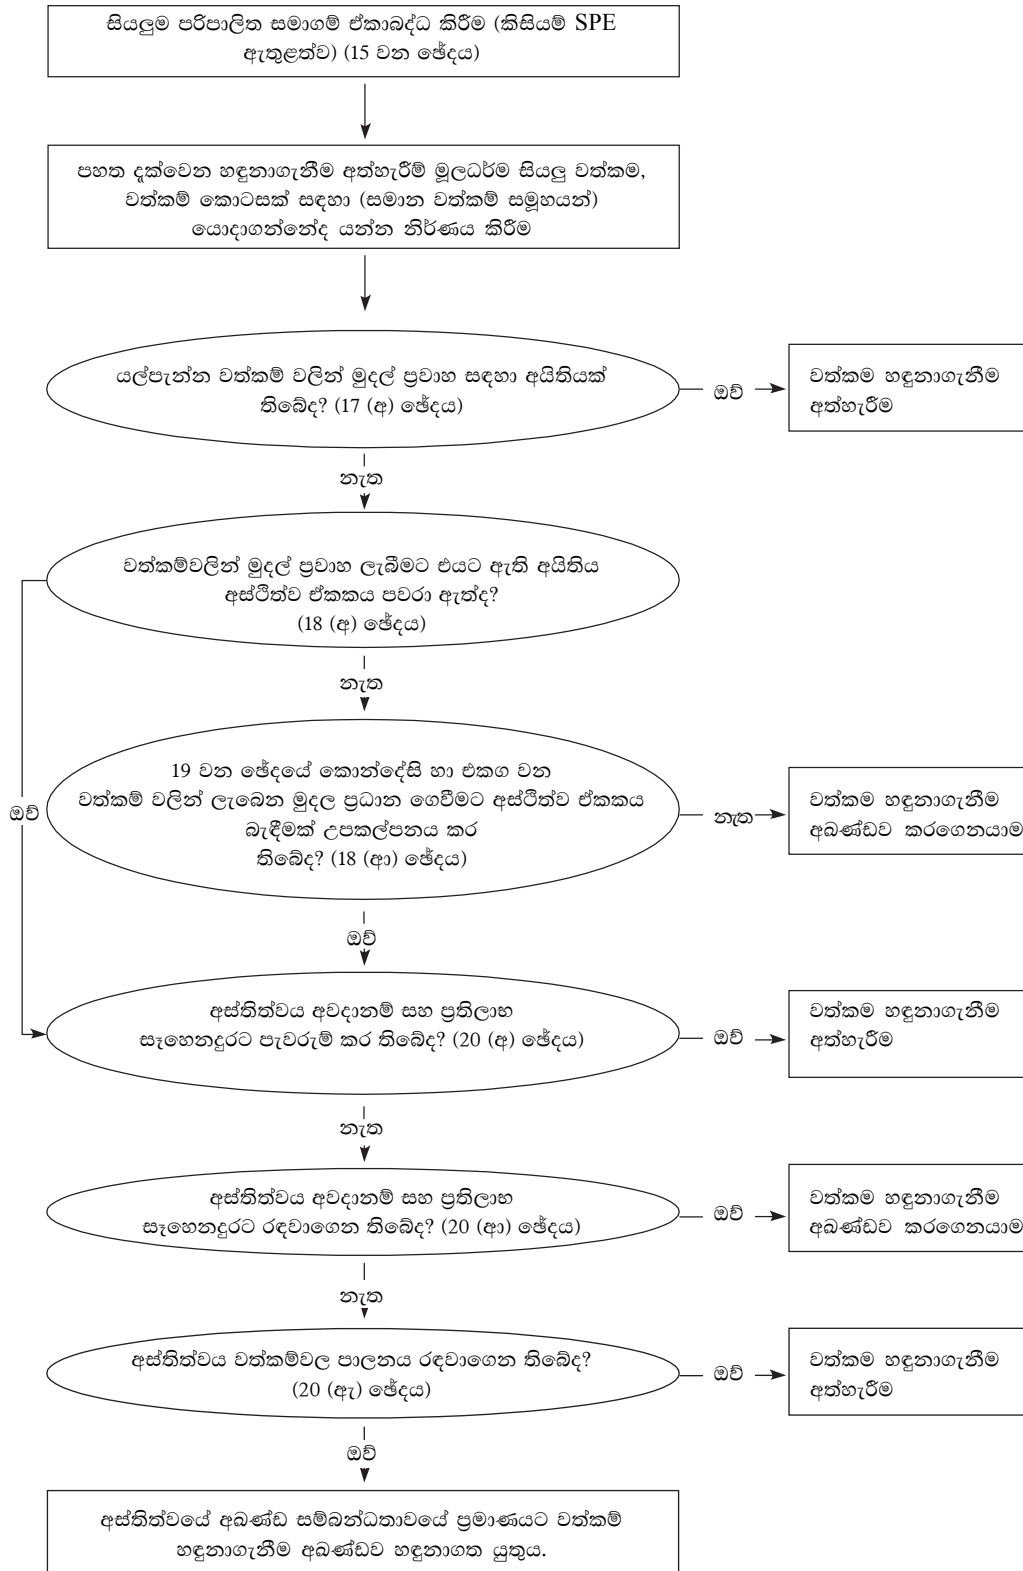 සියලුම පරිපාලිත සමාගම් ඒකාබද්ධ කිරීම (කිසියම් SPE
ඇතුළත්ව) (15 වන ඡේදය)
පහත දැක්වෙන හඳුනාගැනීම අත්හැරීම් මූලධර්ම සියලු වත්කම,
වත්කම් කොටසක් සඳහා (සමාන වත්කම් සමූහයන්)
යොදාගන්නේද යන්න නිර්ණය කිරීම
යල්පැන්න වත්කම් වලින් මුදල් ප්‍රවාහ සඳහා අයිතියක්
තිබේද? (17 (අ) ඡේදය)
ඔව්
වත්කම හඳුනාගැනීම
අත්හැරීම
නැත
වත්කම්වලින් මුදල් ප්‍රවාහ ලැබීමට එයට ඇති අයිතිය
අස්ථිත්ව ඒකකය පවරා ඇත්ද?
(18 (අ) ඡේදය)
නැත
ඔව්
19 වන ඡේදයේ කොන්දේසි හා එකග වන
වත්කම් වලින් ලැබෙන මුදල ප්‍රධාන ගෙවීමට අස්ථිත්ව ඒකකය
බැඳීමක් උපකල්පනය කර
තිබේද? (18 (ආ) ඡේදය)
නැත
වත්කම හඳුනාගැනීම
අඛණ්ඩව කරගෙනයාම
ඔව්
අස්තිත්වය අවදානම් සහ ප්‍රතිලාභ
සෑහෙනදුරට පැවරුම් කර තිබේද? (20 (අ) ඡේදය)
ඔව්
වත්කම හඳුනාගැනීම
අත්හැරීම
නැත
අස්තිත්වය අවදානම් සහ ප්‍රතිලාභ
සෑහෙනදුරට රඳවාගෙන තිබේද? (20 (ආ) ඡේදය)
ඔව්
වත්කම හඳුනාගැනීම
අඛණ්ඩව කරගෙනයාම
නැත
අස්තිත්වය වත්කම්වල පාලනය රඳවාගෙන තිබේද?
(20 (ඇ) ඡේදය)
ඔව්
වත්කම හඳුනාගැනීම
අත්හැරීම
ඔව්
අස්තිත්වයේ අඛණ්ඩ සම්බන්ධතාවයේ ප්‍රමාණයට වත්කම්
හඳුනාගැනීම අඛණ්ඩව හඳුනාගත යුතුය.